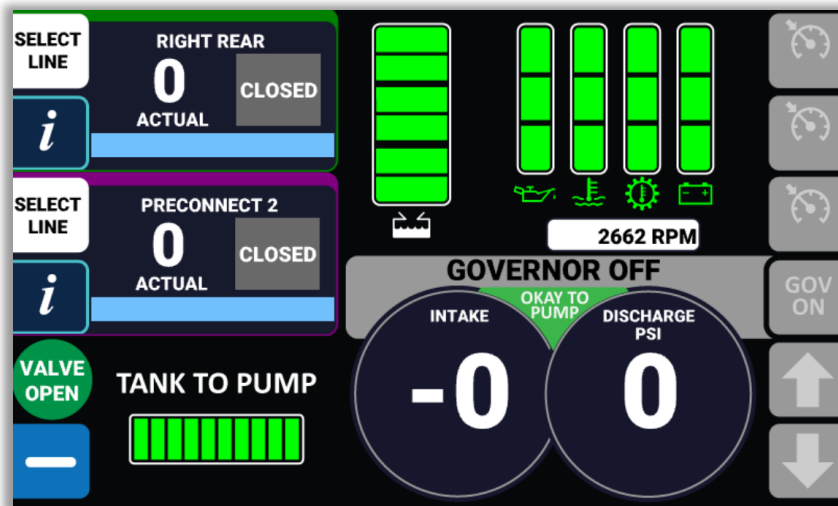 SELECT
LINE
RIGHT REAR
0
CLOSED
ACTUAL
i
SELECT
LINE
PRECONNECT 2
0
CLOSED
ACTUAL
i
VALVE
OPEN
TANK TO PUMP
2662 RPM
GOVERNOR OFF
OKAY TO
PUMP
INTAKE
-0
DISCHARGE
PSI
0
GOV
ON